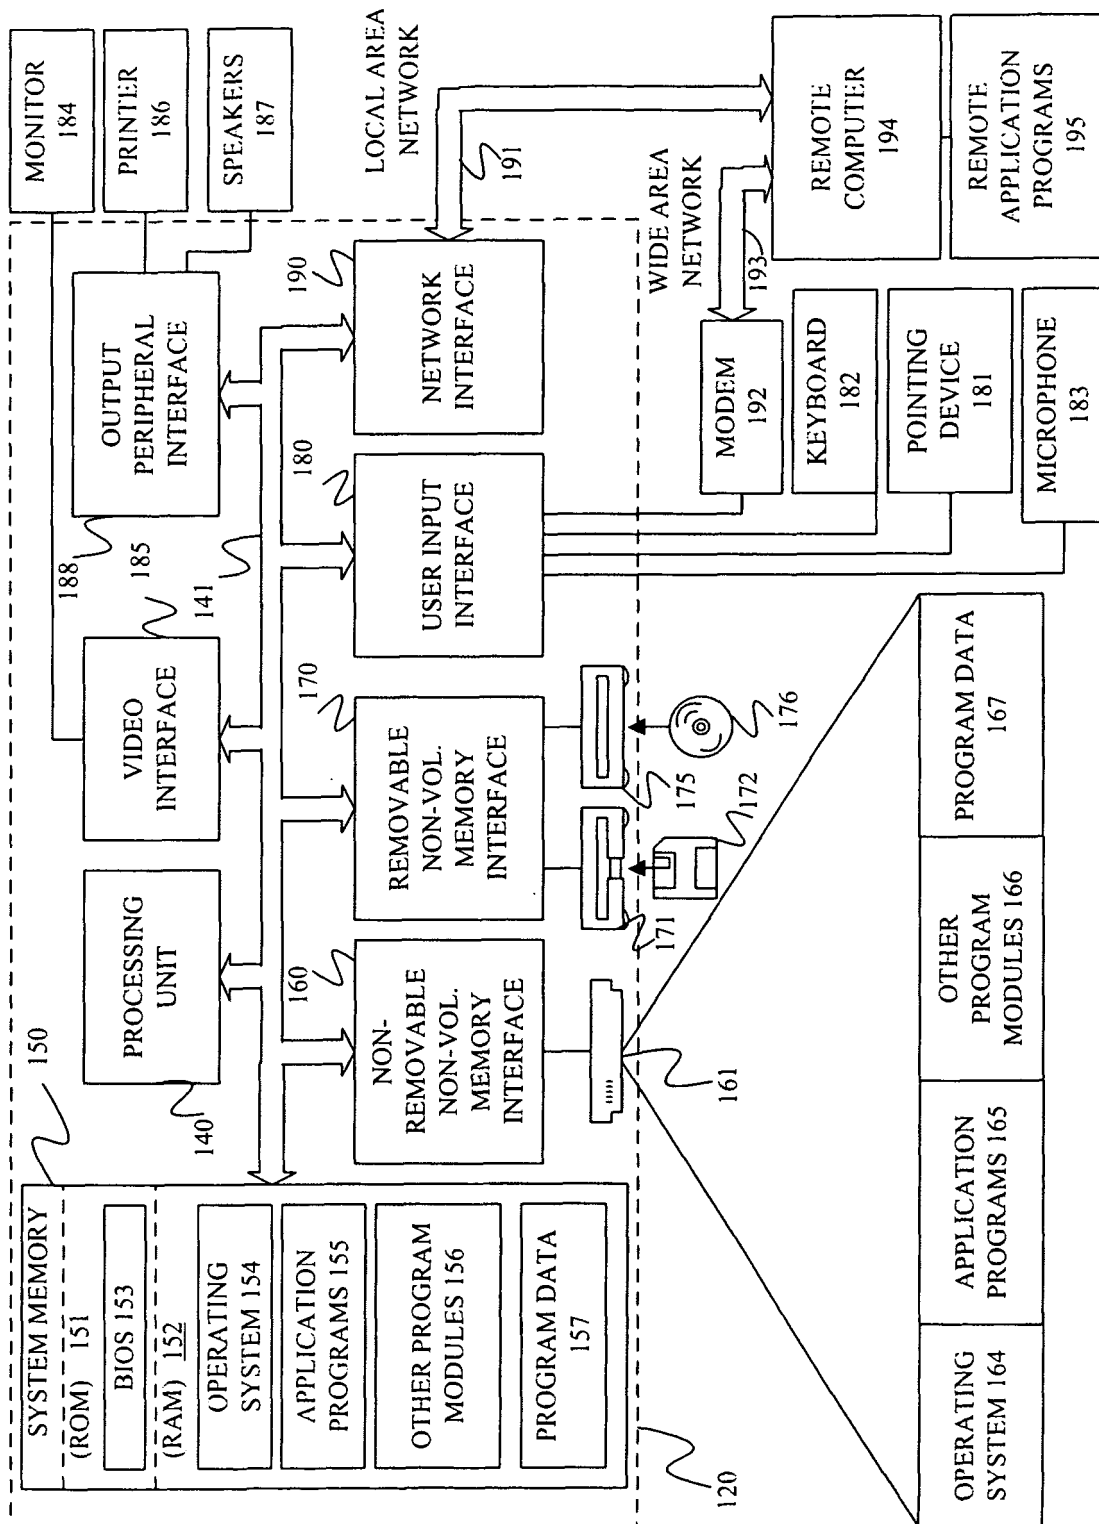 SYSTEM MEMORY
(ROM) 151
BIOS 153
(RAM) 152
OPERATING
SYSTEM 154
APPLICATION
PROGRAMS 155
OTHER PROGRAM
MODULES 156
PROGRAM DATA
157
150
120
140
PROCESSING
UNIT
VIDEO
INTERFACE
185
188
OUTPUT
PERIPHERAL
INTERFACE
141
MONITOR
184
PRINTER
186
SPEAKERS
187
160
NON-
REMOVABLE
NON-VOL.
MEMORY
INTERFACE
170
REMOVABLE
NON-VOL.
MEMORY
INTERFACE
180
USER INPUT
INTERFACE
190
NETWORK
INTERFACE
LOCAL AREA
NETWORK
191
161
171
172
175
176
WIDE AREA
NETWORK
193
MODEM
192
KEYBOARD
182
POINTING
DEVICE
181
MICROPHONE
183
REMOTE
COMPUTER
194
REMOTE
APPLICATION
PROGRAMS
195
OPERATING
SYSTEM 164
APPLICATION
PROGRAMS 165
OTHER
PROGRAM
MODULES 166
PROGRAM DATA
167